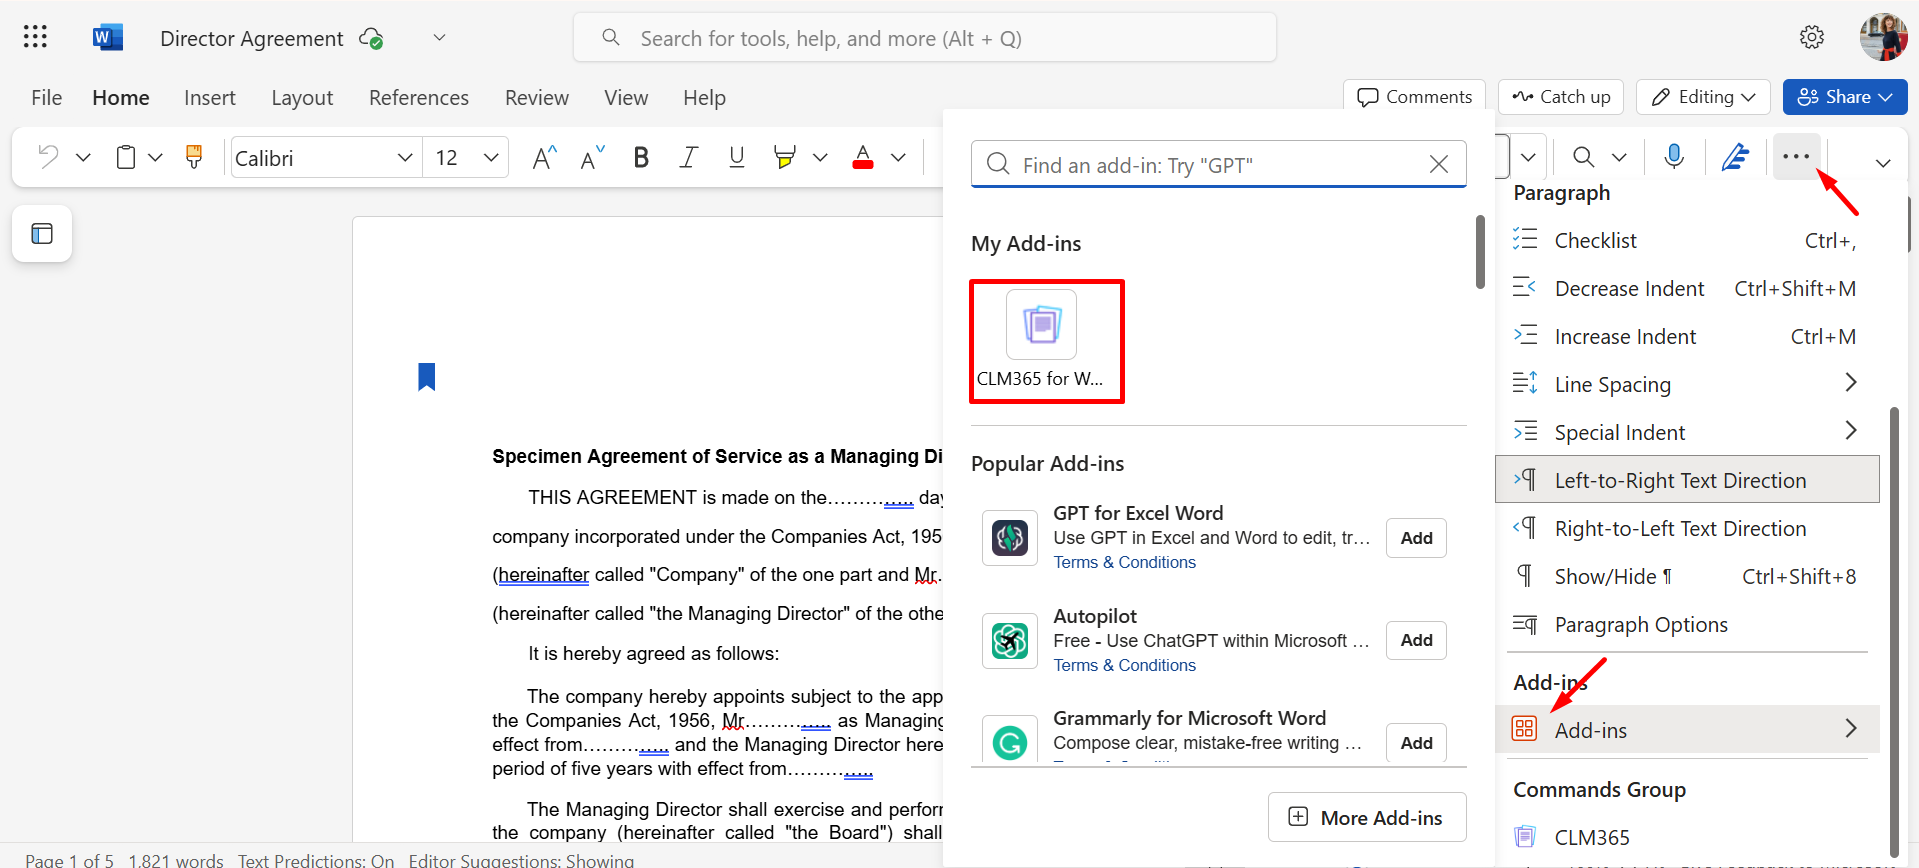 Director Agreement
Search for tools, help, and more (Alt + Q)
File Home Insert Layout References Review View Help
Comments Catch up Editing Share
Calibri 12
Find an add-in: Try "GPT"
My Add-ins
CLM365 for W...
Popular Add-ins
GPT for Excel Word
Use GPT in Excel and Word to edit, tr...
Terms & Conditions
Add
Autopilot
Free - Use ChatGPT within Microsoft ...
Terms & Conditions
Add
Grammarly for Microsoft Word
Compose clear, mistake-free writing ...
Add
More Add-ins
Paragraph
Checklist Ctrl+,
Decrease Indent Ctrl+Shift+M
Increase Indent Ctrl+M
Line Spacing
Special Indent
Left-to-Right Text Direction
Right-to-Left Text Direction
Show/Hide ¶ Ctrl+Shift+8
Paragraph Options
Add-ins
Add-ins
Commands Group
CLM365
Specimen Agreement of Service as a Managing Di
THIS AGREEMENT is made on the.............. day
company incorporated under the Companies Act, 195
(hereinafter called "Company" of the one part and Mr.
(hereinafter called "the Managing Director" of the othe
It is hereby agreed as follows:
The company hereby appoints subject to the app
the Companies Act, 1956, Mr.............. as Managing
effect from.............. and the Managing Director here
period of five years with effect from..............
The Managing Director shall exercise and perforr
the company (hereinafter called "the Board") shall
Page 1 of 5 1,821 words Text Predictions: On Editor Suggestions: Showing